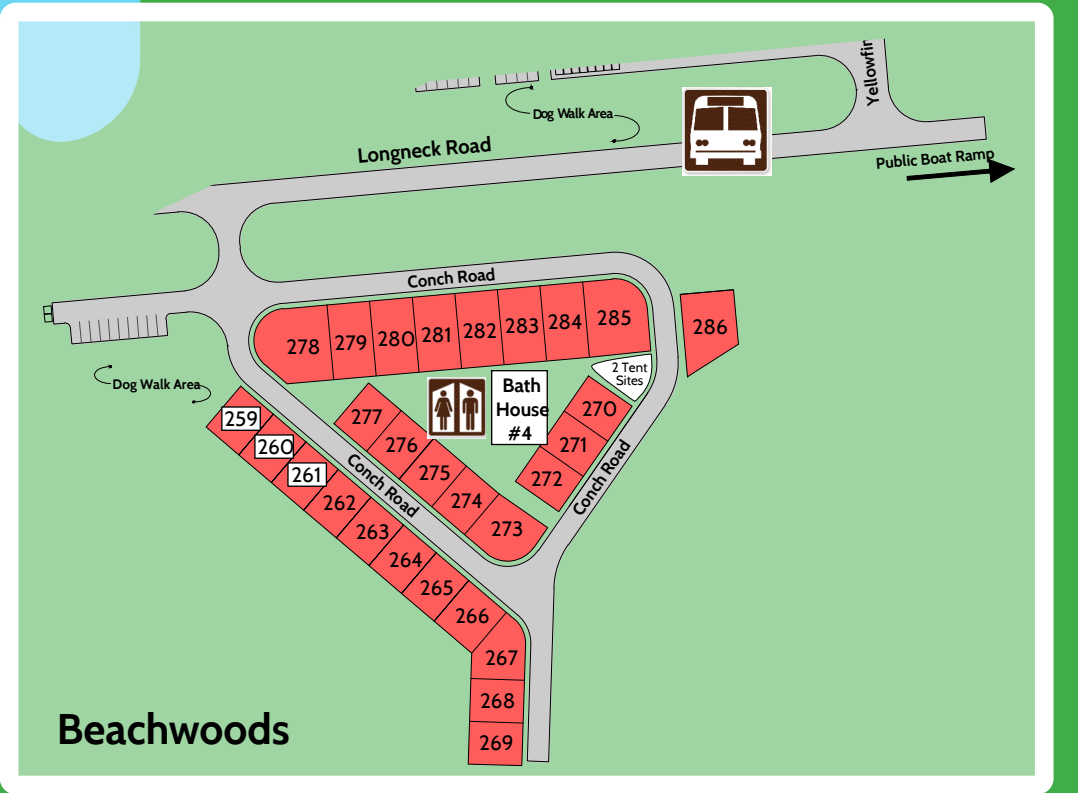 Yellowfin
Dog Walk Area
Longneck Road
Public Boat Ramp
Conch Road
278
279
280
281
282
283
284
285
286
2 Tent
Sites
Dog Walk Area
Bath
House
#4
259
260
261
262
263
264
265
266
267
268
269
277
276
275
274
273
270
271
272
Conch Road
Conch Road
Beachwoods